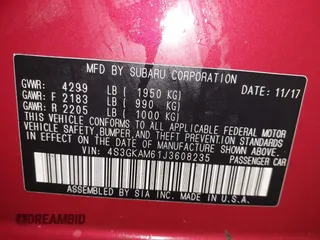 MFD BY SUBARU CORPORATION 11/17
GVWR: 4299 LB ( 1950 KG)
GAWR: F 2183 LB ( 990 KG)
GAWR: R 2205 LB ( 1000 KG)
THIS VEHICLE CONFORMS TO ALL APPLICABLE
FEDERAL MOTOR VEHICLE
SAFETY, BUMPER, AND THEFT PREVENTION STANDARDS
IN EFFECT ON THE DATE OF MANUFACTURE SHOWN ABOVE.
VIN: 4S3GKAM61J3608235 PASSENGER CAR
ASSEMBLED BY SIA INC. MADE IN U.S.A.
DREAMBID